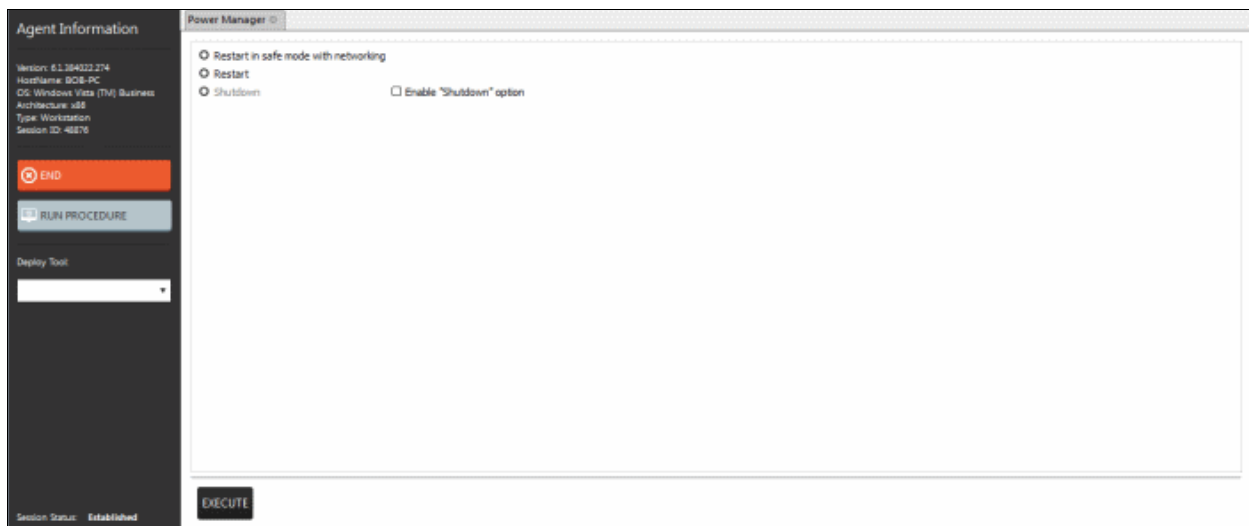 Agent Information
Version: 6.1.384022.274
HostName: BOB-PC
OS: Windows Vista (TM) Business
Architecture: x86
Type: Workstation
Session ID: 48876
END
RUN PROCEDURE
Deploy Tool:
Session Status: Established
Power Manager
Restart in safe mode with networking
Restart
Shutdown
Enable "Shutdown" option
EXECUTE